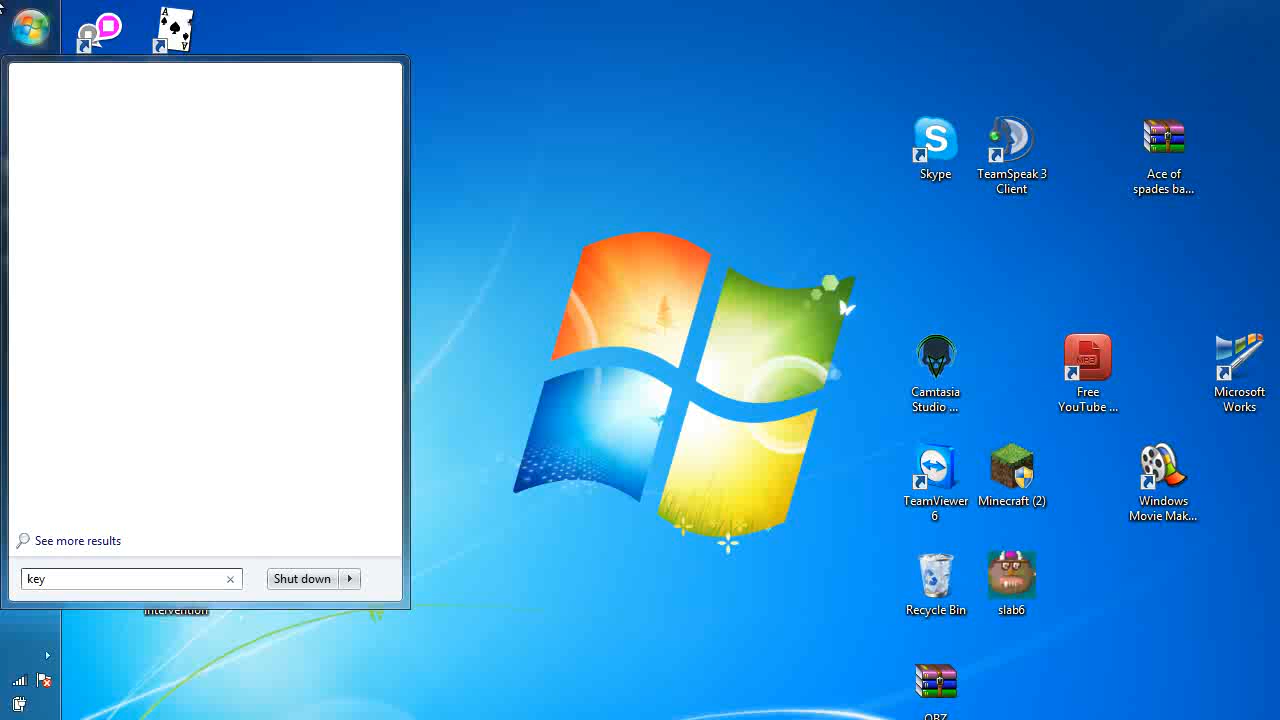 A
A
S
Skype
TeamSpeak 3
Client
Ace of
spades ba...
Camtasia
Studio ...
MP3
Free
YouTube ...
Microsoft
Works
TeamViewer
6
Minecraft (2)
Windows
Movie Mak...
See more results
key
Shut down
intervention
Recycle Bin
slab6
OBZ